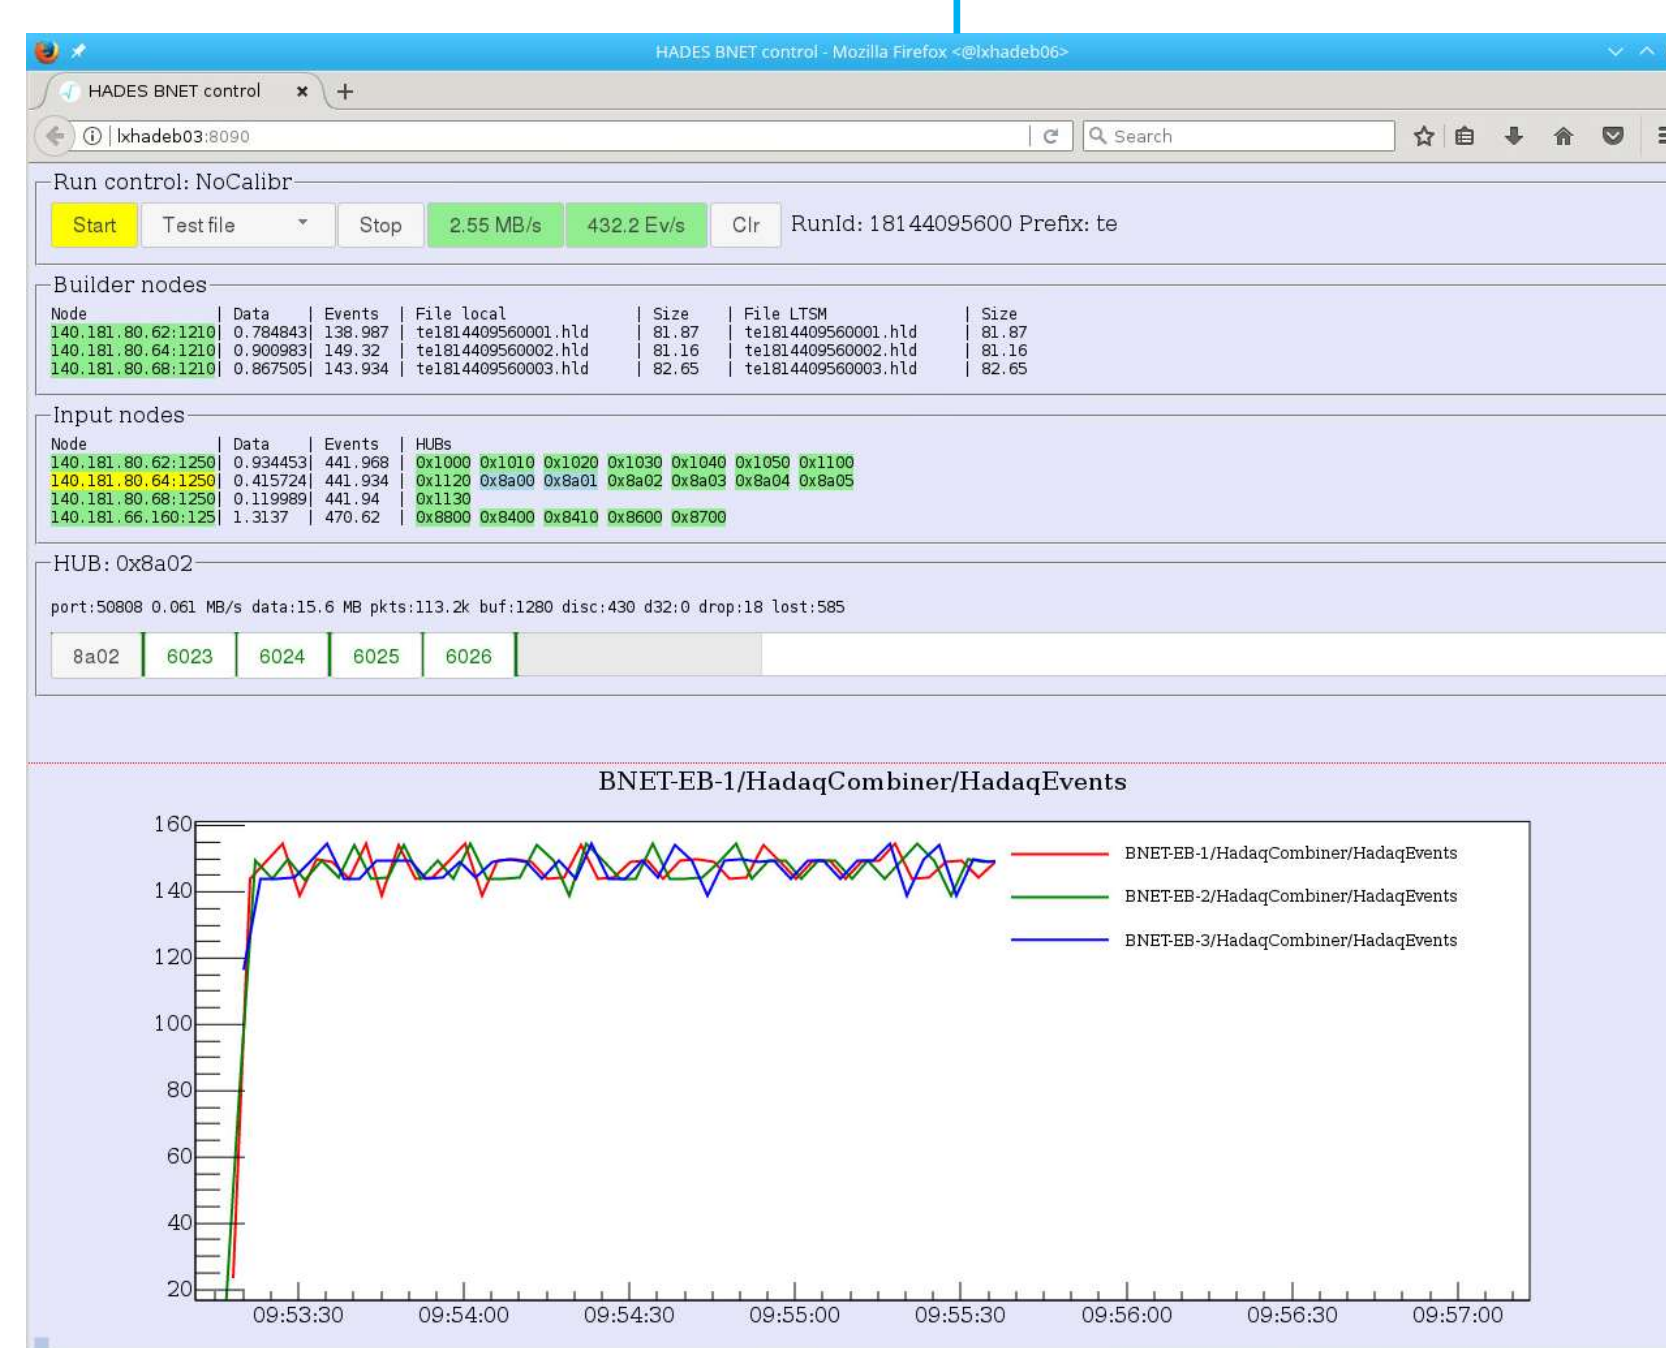 HADES BNET control - Mozilla Firefox <@lxhadeb06>
HADES BNET control × +
lxhadeb03:8090
Search
Run control: NoCalibr
Start Test file Stop 2.55 MB/s 432.2 Ev/s Clr RunId: 18144095600 Prefix: te
Builder nodes
Node | Data | Events | File local | Size | File LTSM | Size
140.181.80.62:1210| 0.784843| 138.987 | te1814409560001.hld | 81.87 | te1814409560001.hld | 81.87
140.181.80.64:1210| 0.900983| 149.32 | te1814409560002.hld | 81.16 | te1814409560002.hld | 81.16
140.181.80.68:1210| 0.867505| 143.934 | te1814409560003.hld | 82.65 | te1814409560003.hld | 82.65
Input nodes
Node | Data | Events | HUBs
140.181.80.62:1250| 0.934453| 441.968 | 0x1000 0x1010 0x1020 0x1030 0x1040 0x1050 0x1100
140.181.80.64:1250| 0.415724| 441.934 | 0x1120 0x8a00 0x8a01 0x8a02 0x8a03 0x8a04 0x8a05
140.181.80.68:1250| 0.119989| 441.94 | 0x1130
140.181.66.160:125| 1.3137 | 470.62 | 0x8800 0x8400 0x8410 0x8600 0x8700
HUB: 0x8a02
port:50808 0.061 MB/s data:15.6 MB pkts:113.2k buf:1280 disc:430 d32:0 drop:18 lost:585
8a02 6023 6024 6025 6026
BNET-EB-1/HadaqCombiner/HadaqEvents
160
BNET-EB-1/HadaqCombiner/HadaqEvents
140
BNET-EB-2/HadaqCombiner/HadaqEvents
BNET-EB-3/HadaqCombiner/HadaqEvents
120
100
80
60
40
20
09:53:30 09:54:00 09:54:30 09:55:00 09:55:30 09:56:00 09:56:30 09:57:00